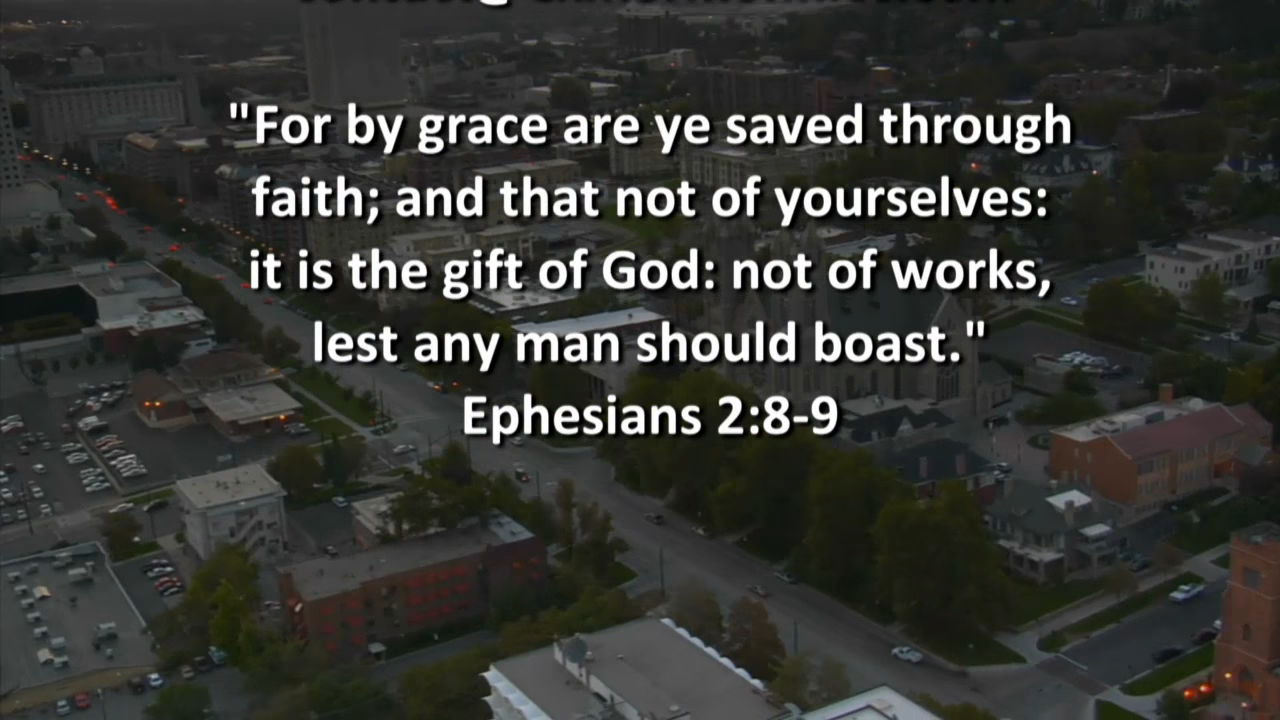 "For by grace are ye saved through
faith; and that not of yourselves:
it is the gift of God: not of works,
lest any man should boast."
Ephesians 2:8-9